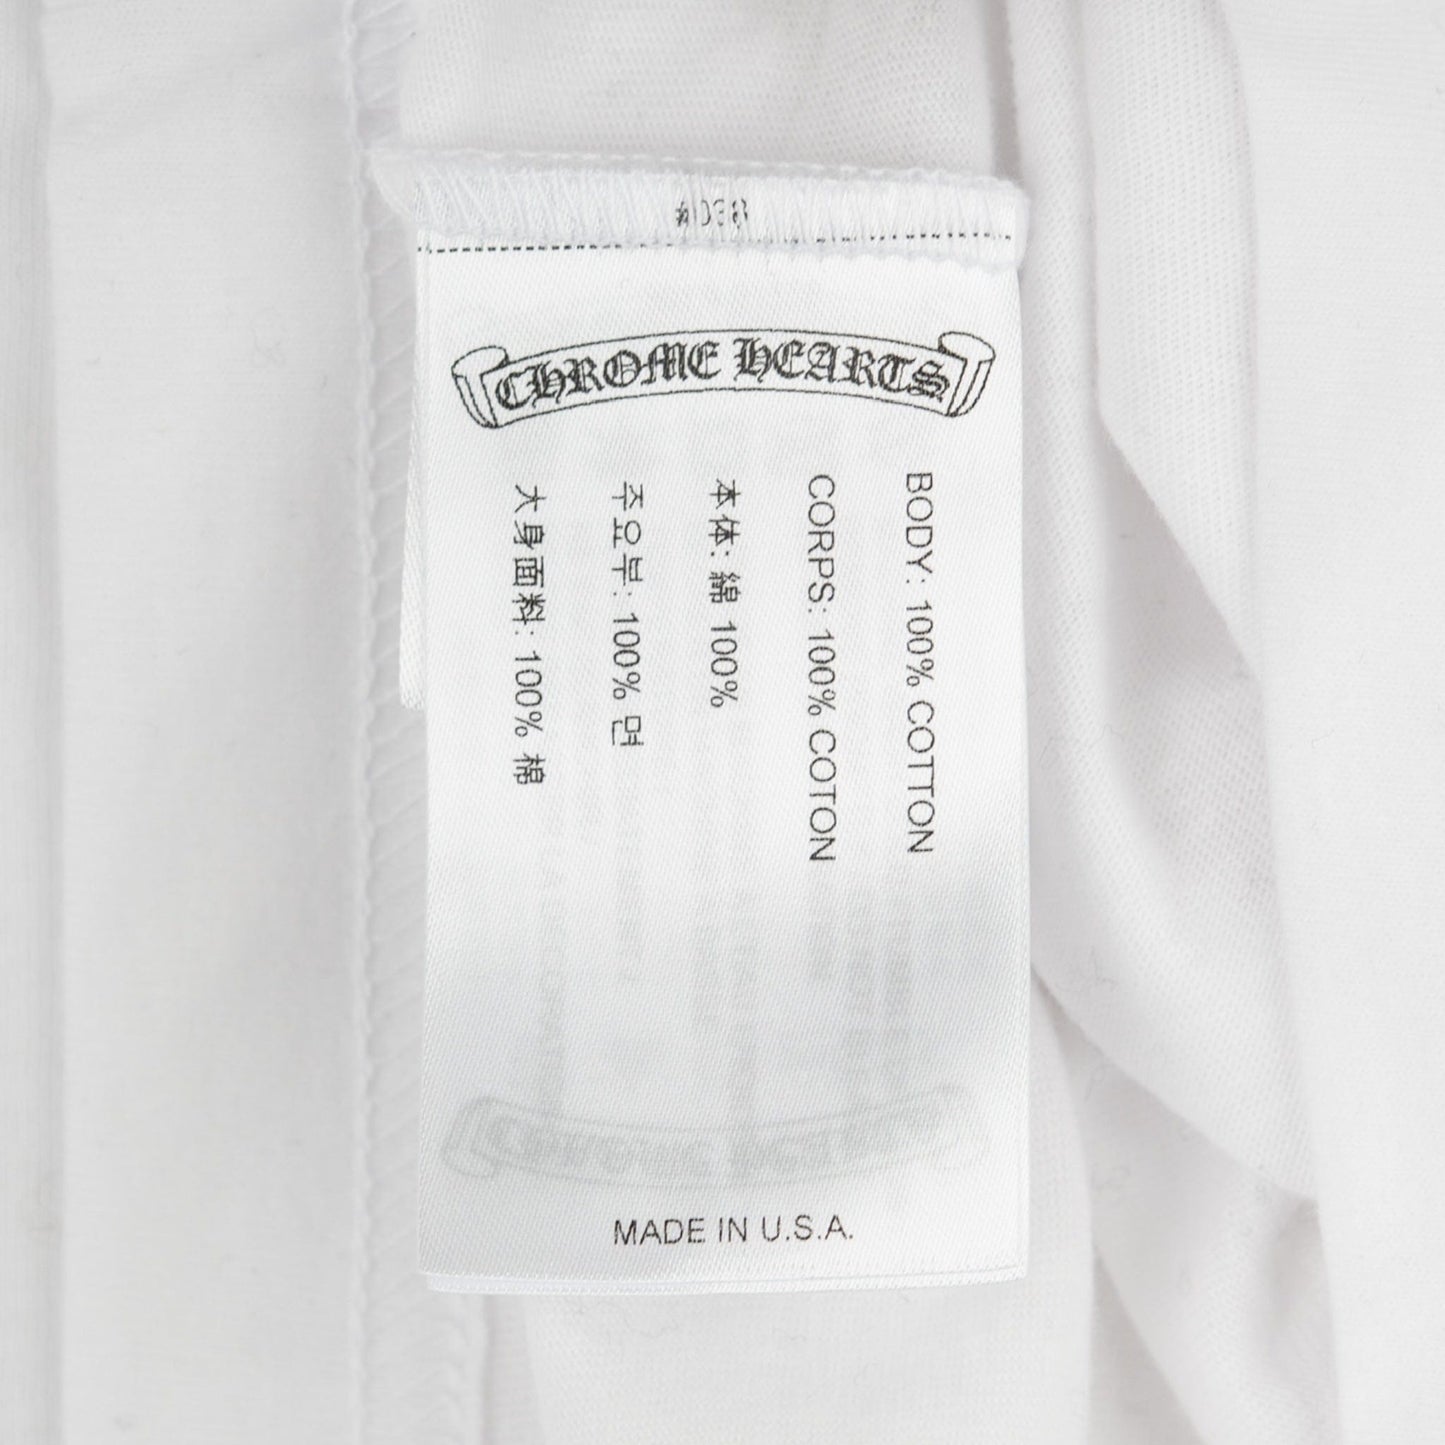 CHROME HEARTS
BODY: 100% COTTON
CORPS: 100% COTON
本体: 綿 100%
주요부: 100% 면
大身面料: 100% 棉
MADE IN U.S.A.